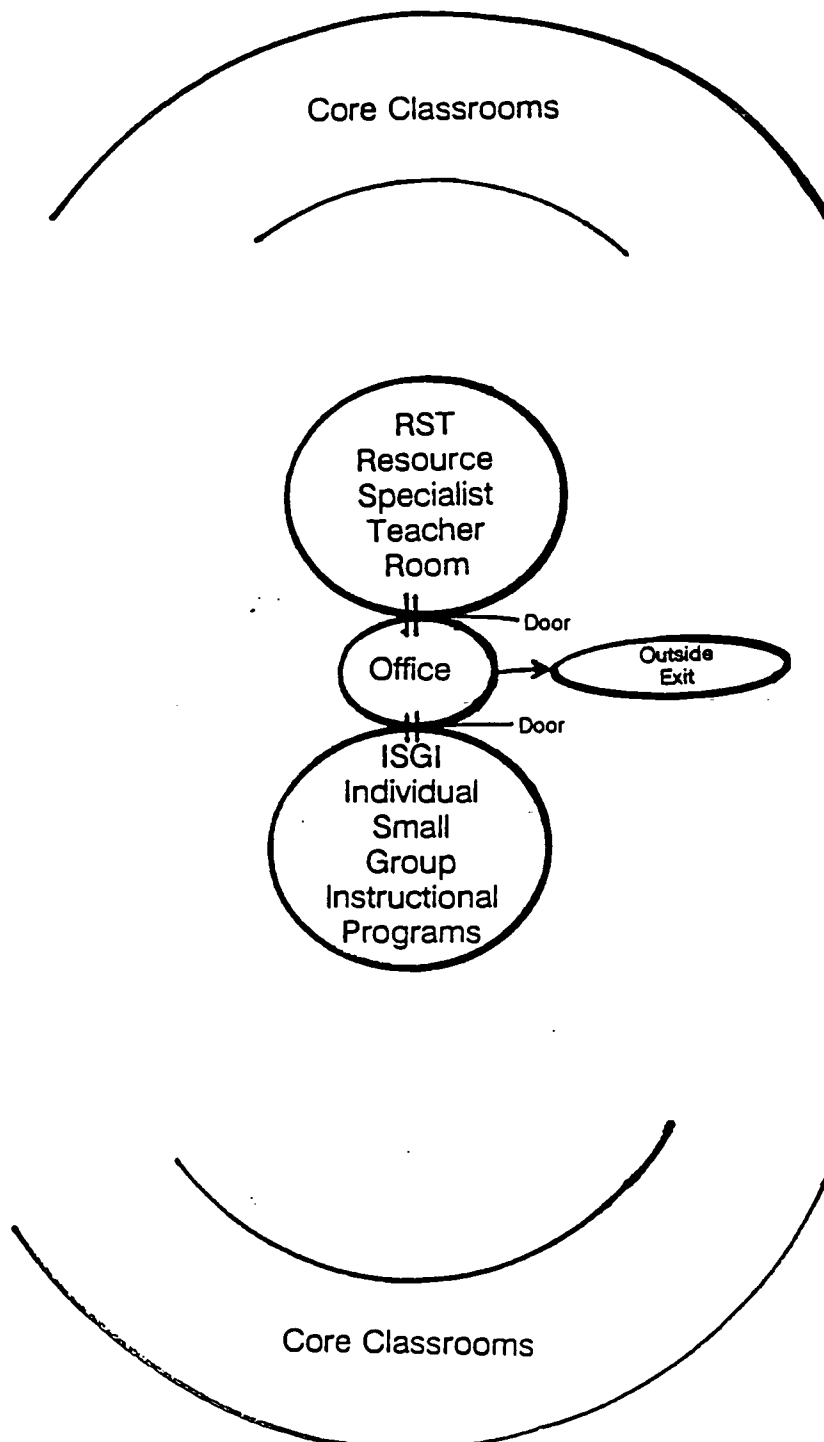 Core Classrooms
RST
Resource
Specialist
Teacher
Room
Door
Office
Outside
Exit
Door
ISGI
Individual
Small
Group
Instructional
Programs
Core Classrooms